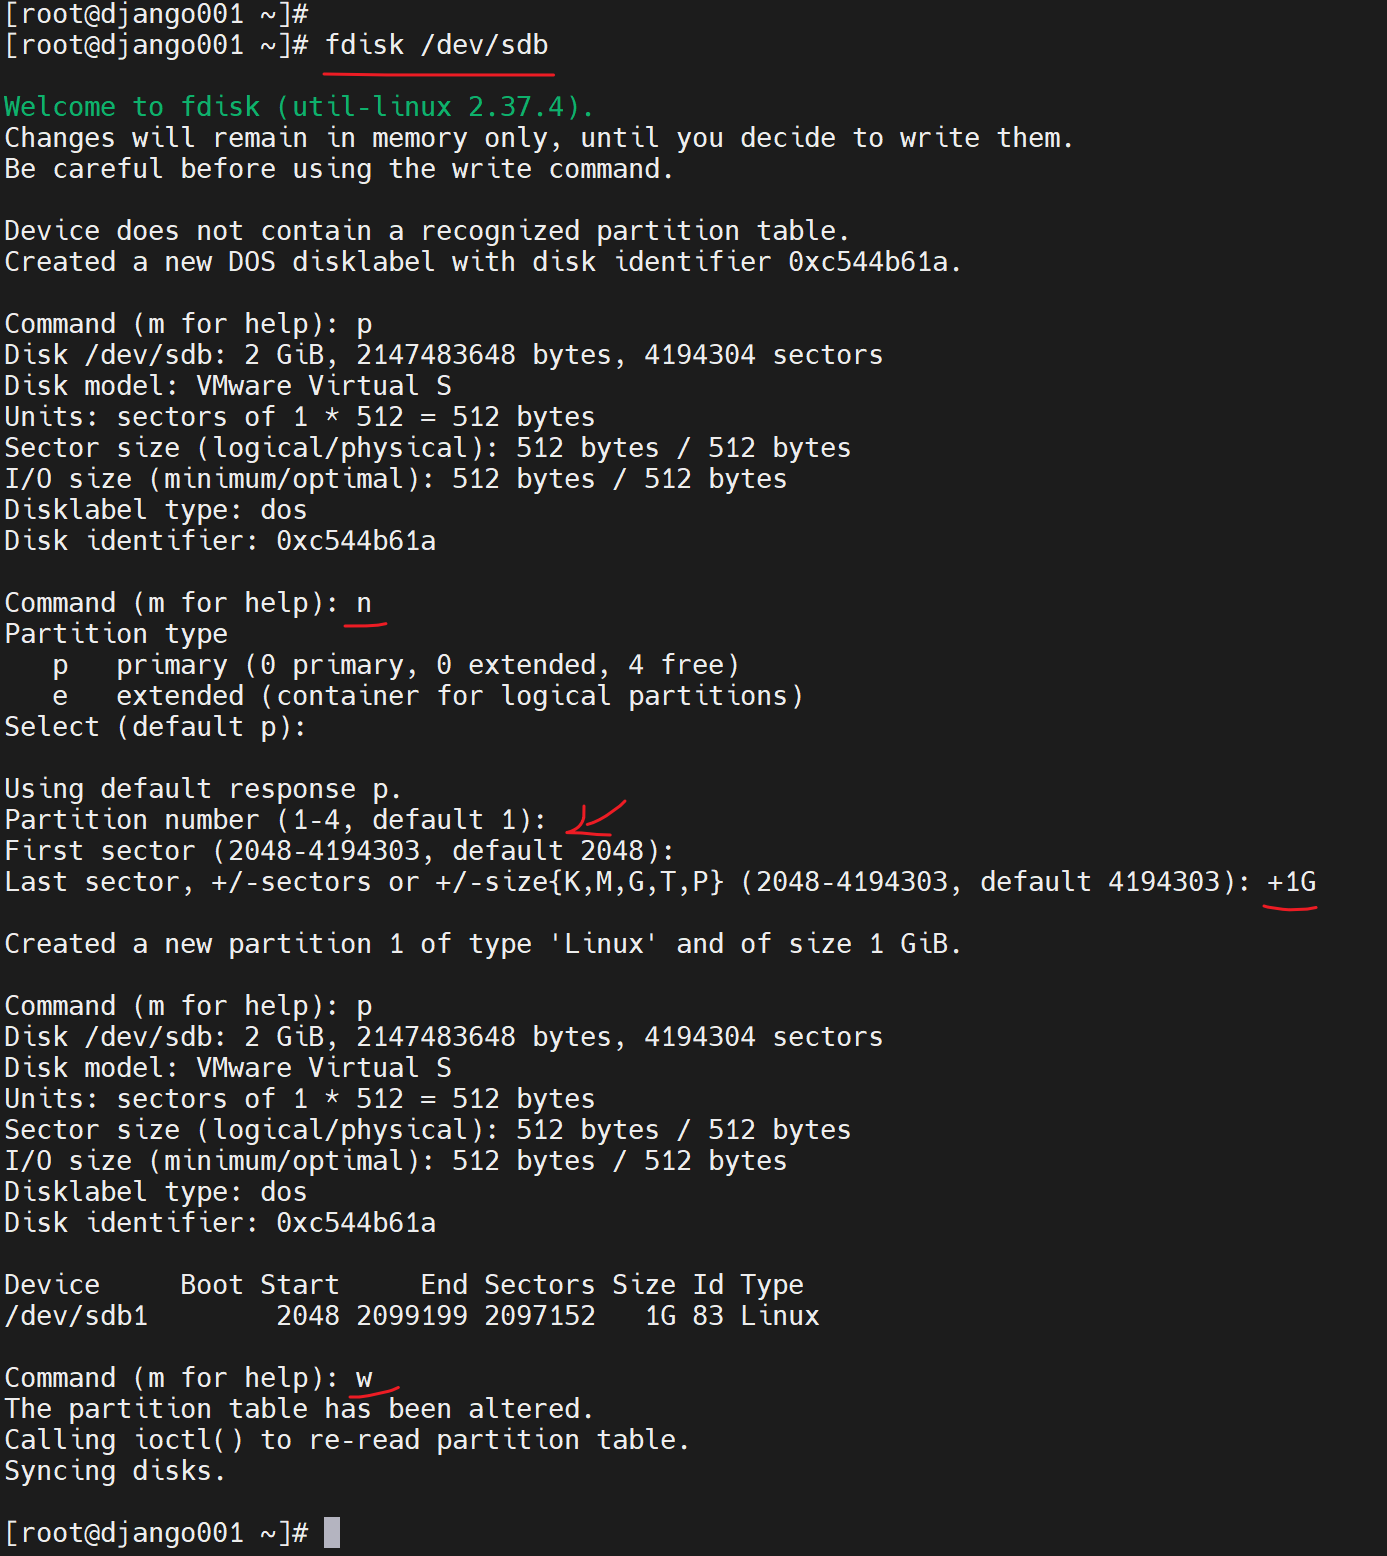 [root@django001 ~]#
[root@django001 ~]# fdisk /dev/sdb
Welcome to fdisk (util-linux 2.37.4).
Changes will remain in memory only, until you decide to write them.
Be careful before using the write command.
Device does not contain a recognized partition table.
Created a new DOS disklabel with disk identifier 0xc544b61a.
Command (m for help): p
Disk /dev/sdb: 2 GiB, 2147483648 bytes, 4194304 sectors
Disk model: VMware Virtual S
Units: sectors of 1 * 512 = 512 bytes
Sector size (logical/physical): 512 bytes / 512 bytes
I/O size (minimum/optimal): 512 bytes / 512 bytes
Disklabel type: dos
Disk identifier: 0xc544b61a
Command (m for help): n
Partition type
   p   primary (0 primary, 0 extended, 4 free)
   e   extended (container for logical partitions)
Select (default p):
Using default response p.
Partition number (1-4, default 1):
First sector (2048-4194303, default 2048):
Last sector, +/-sectors or +/-size{K,M,G,T,P} (2048-4194303, default 4194303): +1G
Created a new partition 1 of type 'Linux' and of size 1 GiB.
Command (m for help): p
Disk /dev/sdb: 2 GiB, 2147483648 bytes, 4194304 sectors
Disk model: VMware Virtual S
Units: sectors of 1 * 512 = 512 bytes
Sector size (logical/physical): 512 bytes / 512 bytes
I/O size (minimum/optimal): 512 bytes / 512 bytes
Disklabel type: dos
Disk identifier: 0xc544b61a
Device     Boot Start     End Sectors Size Id Type
/dev/sdb1        2048 2099199 2097152   1G 83 Linux
Command (m for help): w
The partition table has been altered.
Calling ioctl() to re-read partition table.
Syncing disks.
[root@django001 ~]#